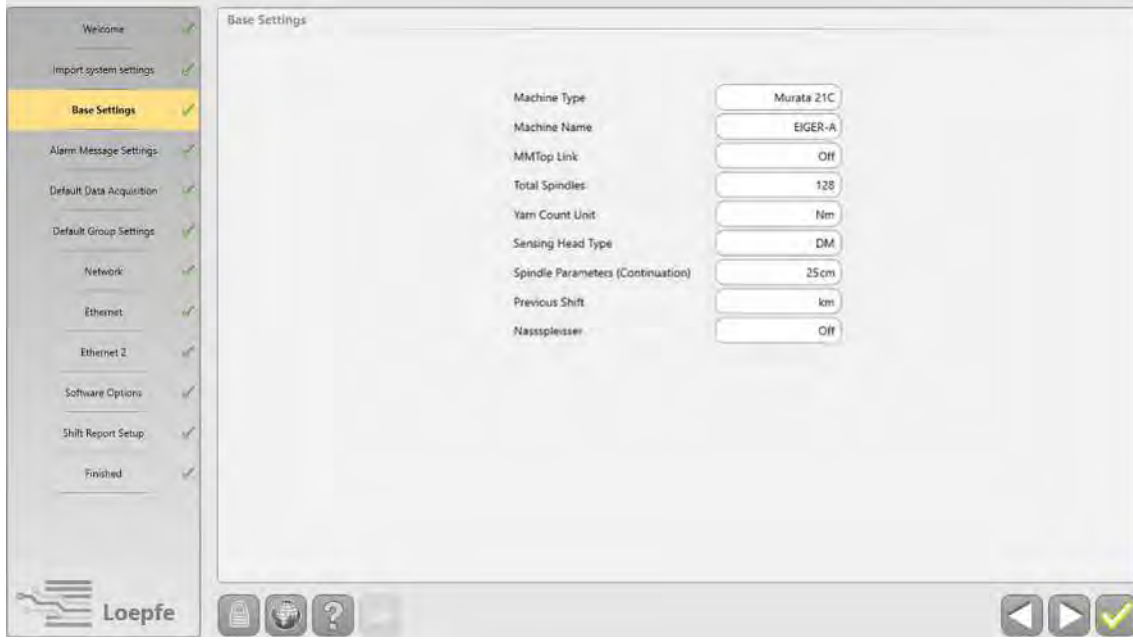 Welcome
Import system settings
Base Settings
Alarm Message Settings
Default Data Acquisition
Default Group Settings
Network
Ethernet
Ethernet 2
Software Options
Shift Report Setup
Finished
Loepfe
Base Settings
Machine Type Murata 21C
Machine Name EIGER-A
MMTop Link Off
Total Spindles 128
Yarn Count Unit Nm
Sensing Head Type DM
Spindle Parameters (Continuation) 25cm
Previous Shift km
Nassspleisser Off
?